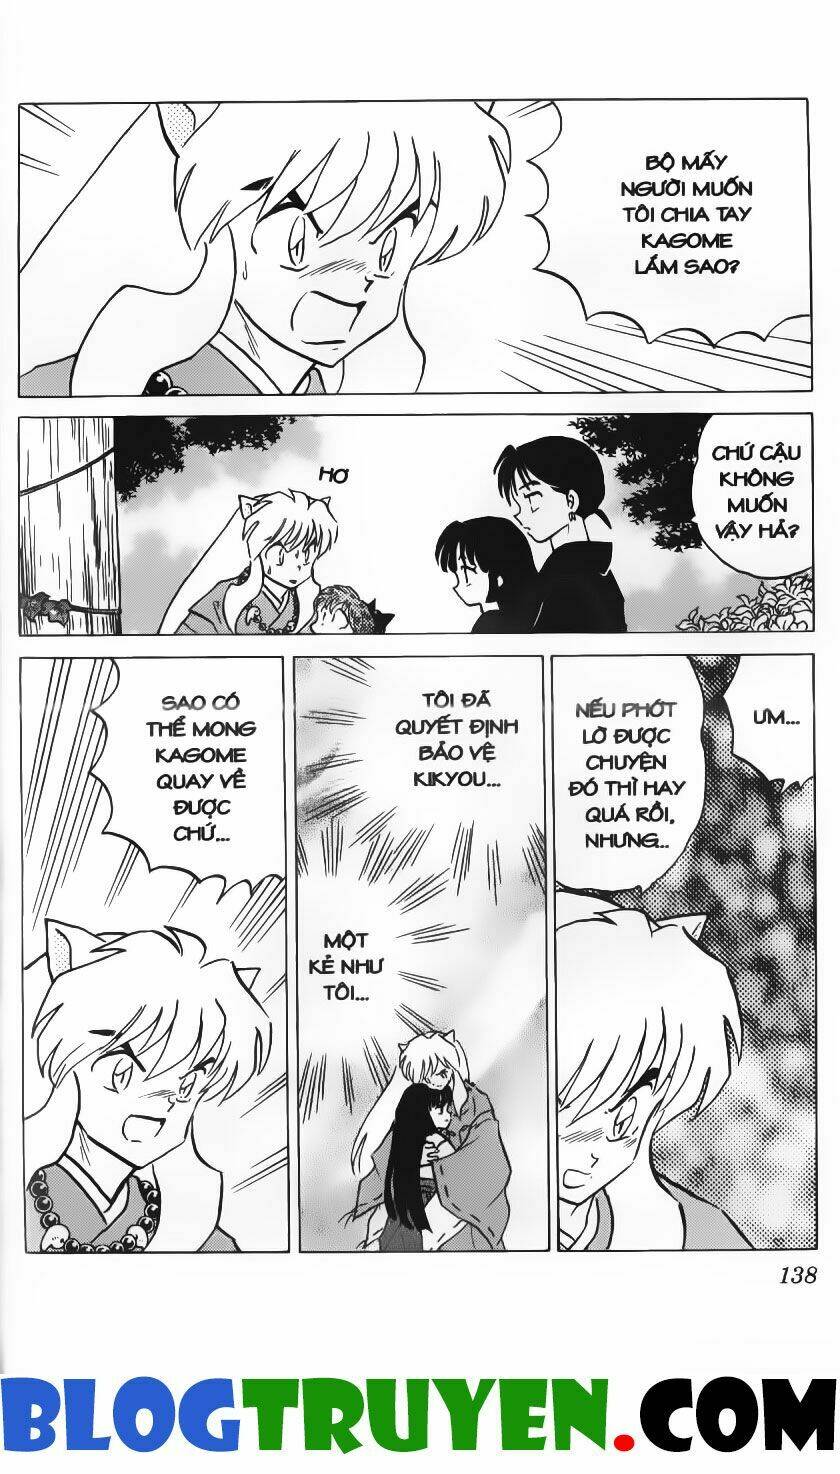 BỘ MẤY
NGƯỜI MUỐN
TÔI CHIA TAY
KAGOME
LẮM SAO?
CHỨ CẬU
KHÔNG
MUỐN
VẬY HẢ?
HƠ
ƯM...
NẾU PHỚT
LỜ ĐƯỢC
CHUYỆN
ĐÓ THÌ HAY
QUÁ RỒI,
NHƯNG...
TÔI ĐÃ
QUYẾT ĐỊNH
BẢO VỆ
KIKYOU...
MỘT
KẺ NHƯ
TÔI...
SAO CÓ
THỂ MONG
KAGOME
QUAY VỀ
ĐƯỢC
CHỨ...
138
BLOGTRUYEN.COM